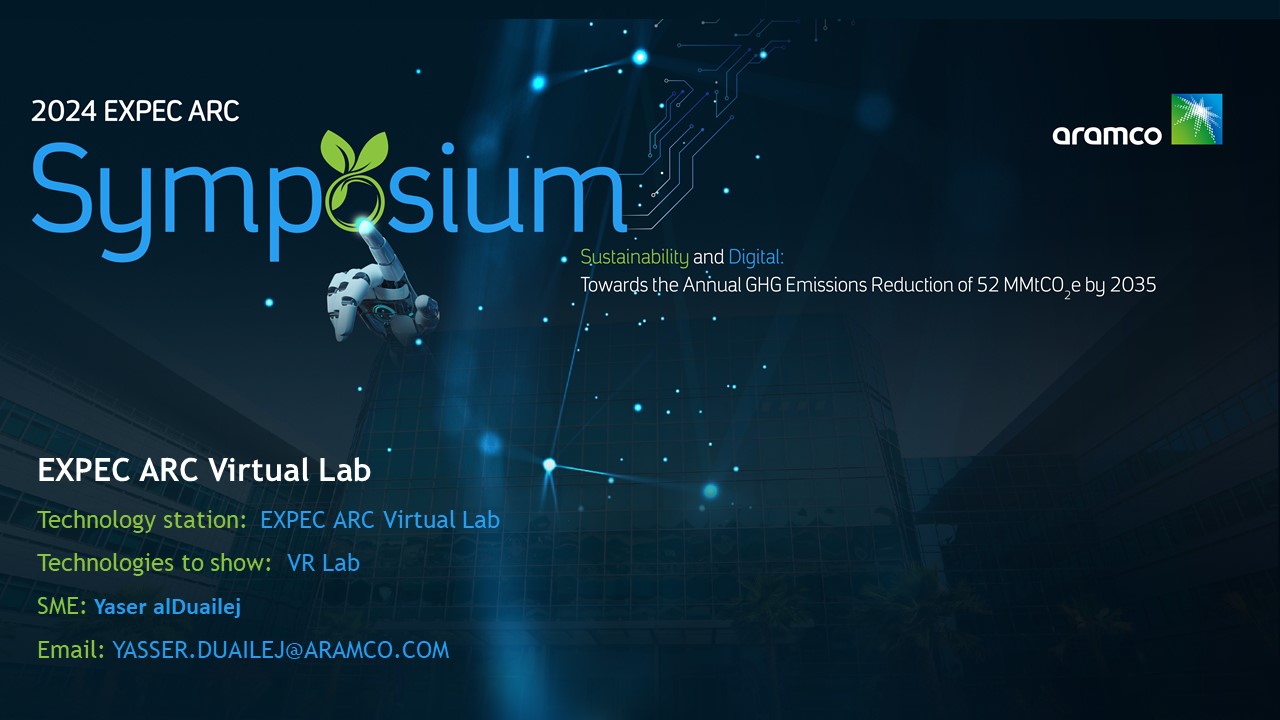 2024 EXPEC ARC
Symposium
aramco
Sustainability and Digital:
Towards the Annual GHG Emissions Reduction of 52 MMtCO₂e by 2035
EXPEC ARC Virtual Lab
Technology station: EXPEC ARC Virtual Lab
Technologies to show: VR Lab
SME: Yaser alDuailej
Email: YASSER.DUAILEJ@ARAMCO.COM